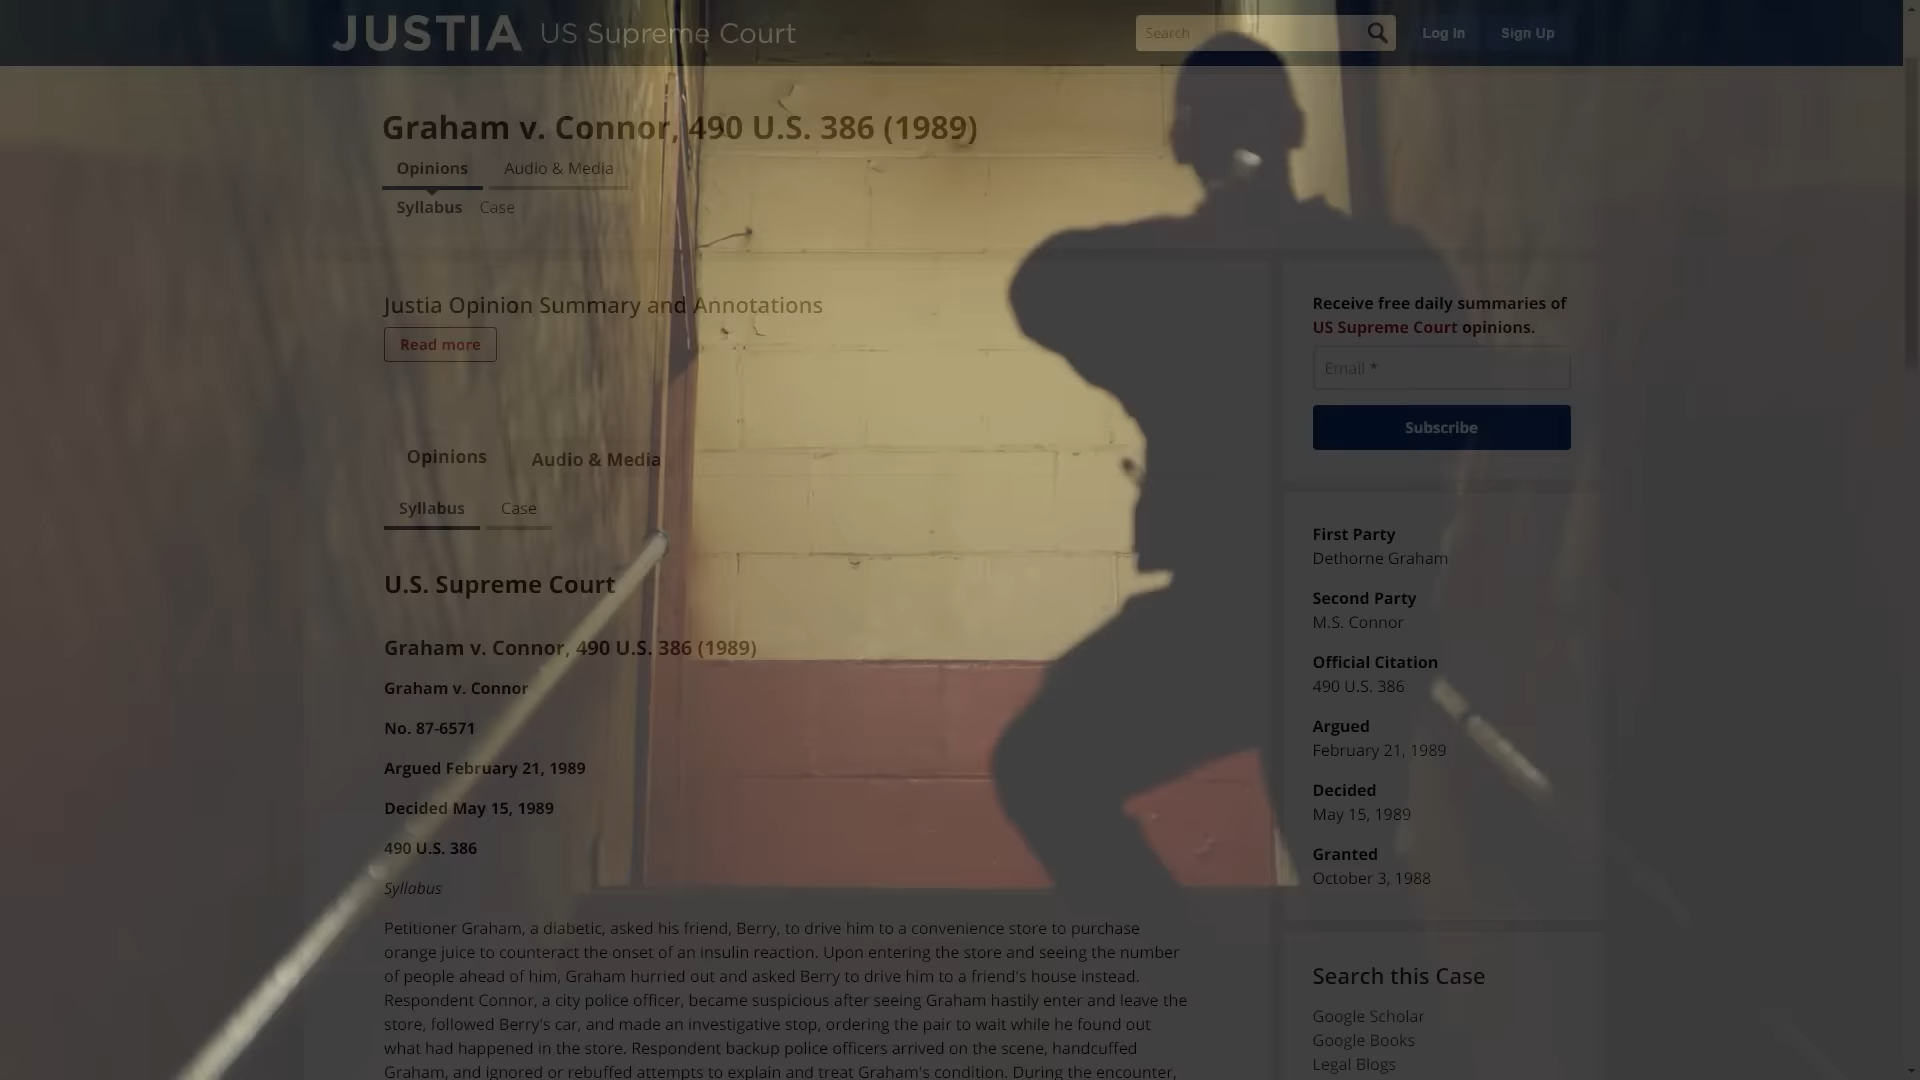 JUSTIA US Supreme Court
Search
Log In
Sign Up
Graham v. Connor, 490 U.S. 386 (1989)
Opinions
Audio & Media
Syllabus
Case
Justia Opinion Summary and Annotations
Read more
Opinions
Audio & Media
Syllabus
Case
U.S. Supreme Court
Graham v. Connor, 490 U.S. 386 (1989)
Graham v. Connor
No. 87-6571
Argued February 21, 1989
Decided May 15, 1989
490 U.S. 386
Syllabus
Petitioner Graham, a diabetic, asked his friend, Berry, to drive him to a convenience store to purchase
orange juice to counteract the onset of an insulin reaction. Upon entering the store and seeing the number
of people ahead of him, Graham hurried out and asked Berry to drive him to a friend's house instead.
Respondent Connor, a city police officer, became suspicious after seeing Graham hastily enter and leave the
store, followed Berry's car, and made an investigative stop, ordering the pair to wait while he found out
what had happened in the store. Respondent backup police officers arrived on the scene, handcuffed
Graham, and ignored or rebuffed attempts to explain and treat Graham's condition. During the encounter,
Receive free daily summaries of
US Supreme Court opinions.
Email *
Subscribe
First Party
Dethorne Graham
Second Party
M.S. Connor
Official Citation
490 U.S. 386
Argued
February 21, 1989
Decided
May 15, 1989
Granted
October 3, 1988
Search this Case
Google Scholar
Google Books
Legal Blogs